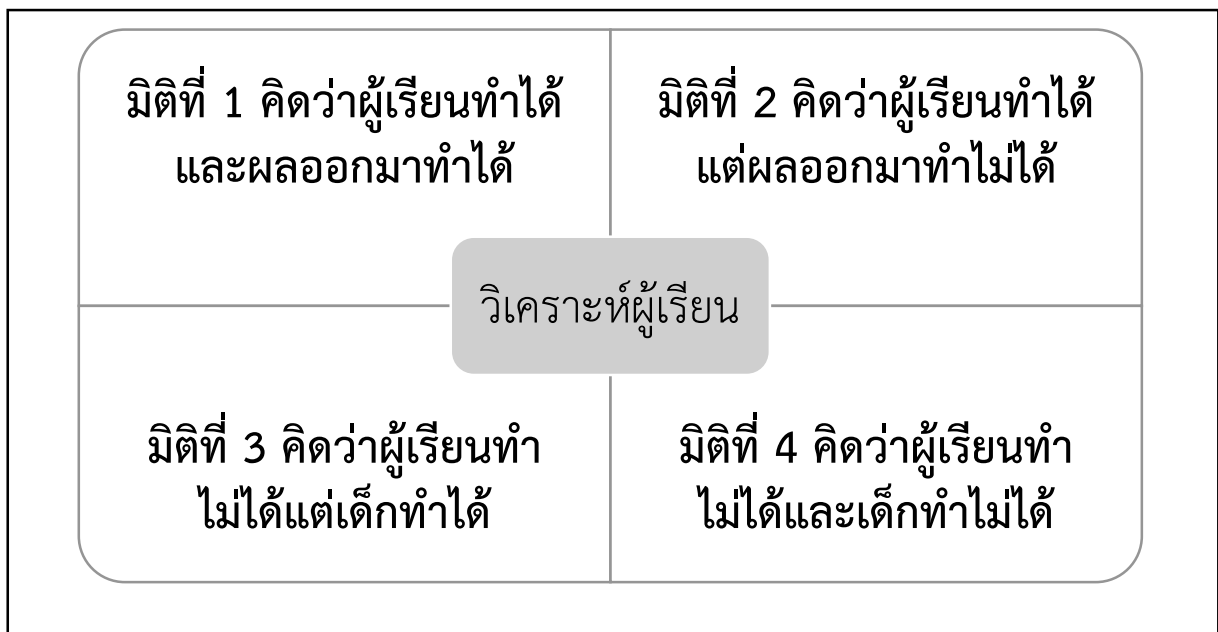 มิติที่ 1 คิดว่าผู้เรียนทำได้
และผลออกมาทำได้
มิติที่ 2 คิดว่าผู้เรียนทำได้
แต่ผลออกมาทำไม่ได้
วิเคราะห์ผู้เรียน
มิติที่ 3 คิดว่าผู้เรียนทำ
ไม่ได้แต่เด็กทำได้
มิติที่ 4 คิดว่าผู้เรียนทำ
ไม่ได้และเด็กทำไม่ได้